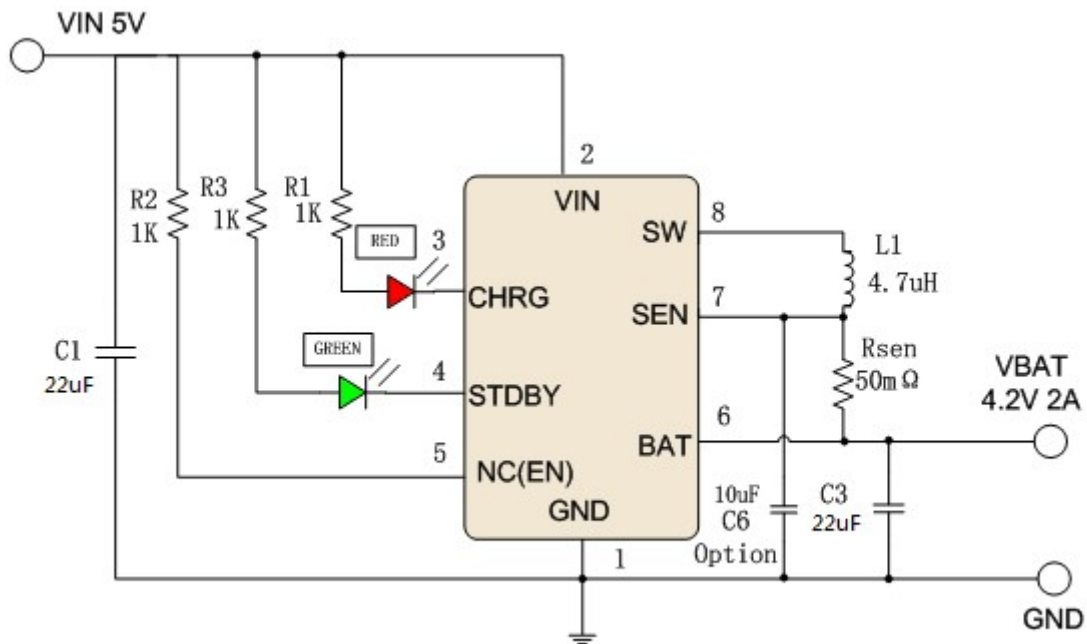 VIN 5V
2
R2
1K
R3
1K
R1
1K
RED
3
VIN
SW
8
L1
4.7uH
CHRG
SEN
7
C1
22uF
GREEN
4
STDBY
Rsen
50mΩ
VBAT
4.2V 2A
5
NC(EN)
BAT
6
GND
1
10uF
C6
Option
C3
22uF
GND